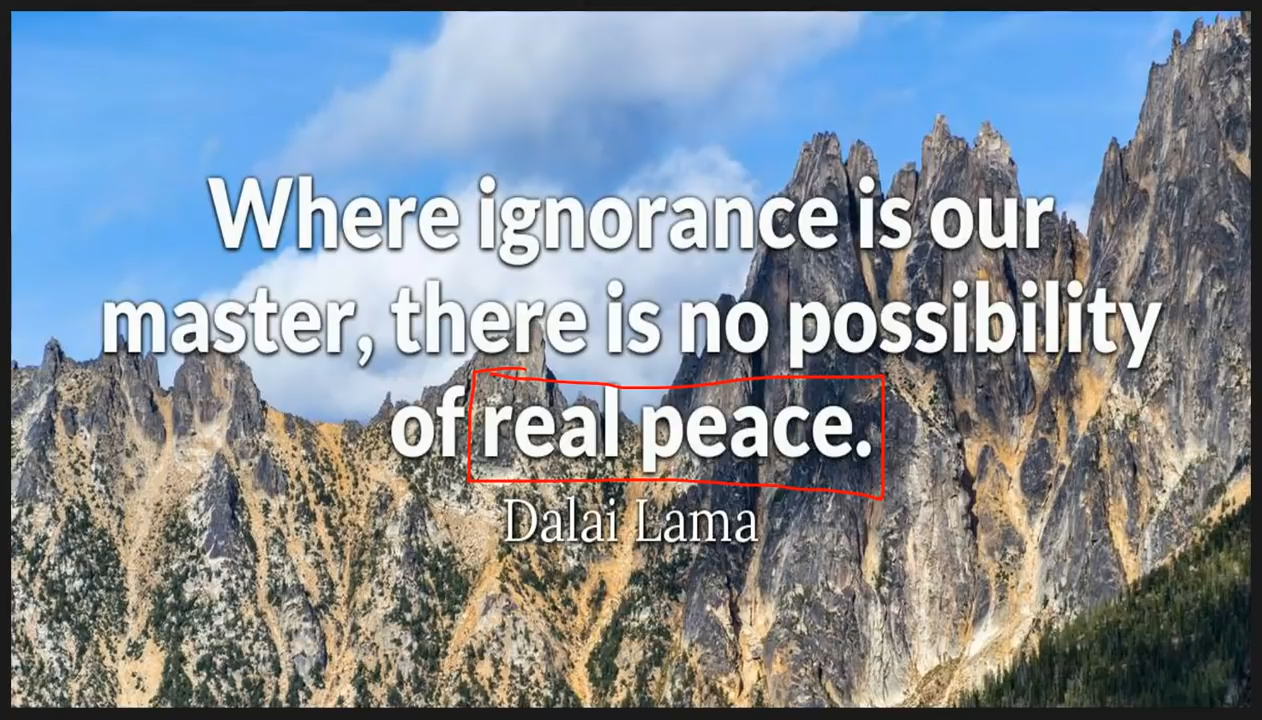 Where ignorance is our
master, there is no possibility
of real peace.
Dalai Lama